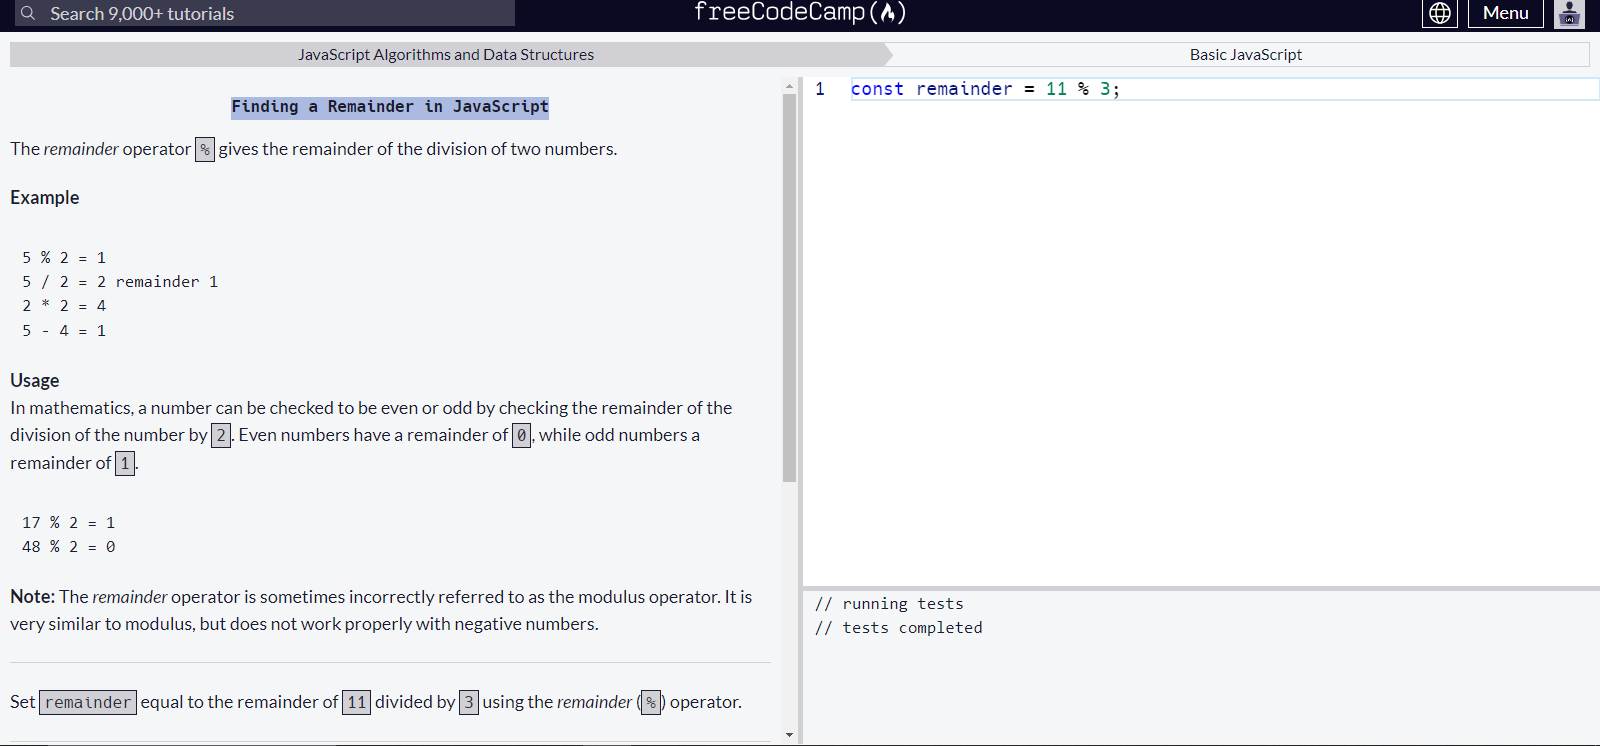 Search 9,000+ tutorials
freeCodeCamp(🔥)
Menu
JavaScript Algorithms and Data Structures
Basic JavaScript
Finding a Remainder in JavaScript
The remainder operator % gives the remainder of the division of two numbers.
Example
5 % 2 = 1
5 / 2 = 2 remainder 1
2 * 2 = 4
5 - 4 = 1
Usage
In mathematics, a number can be checked to be even or odd by checking the remainder of the
division of the number by 2. Even numbers have a remainder of 0, while odd numbers a
remainder of 1.
17 % 2 = 1
48 % 2 = 0
Note: The remainder operator is sometimes incorrectly referred to as the modulus operator. It is
very similar to modulus, but does not work properly with negative numbers.
Set remainder equal to the remainder of 11 divided by 3 using the remainder (%) operator.
1 const remainder = 11 % 3;
// running tests
// tests completed